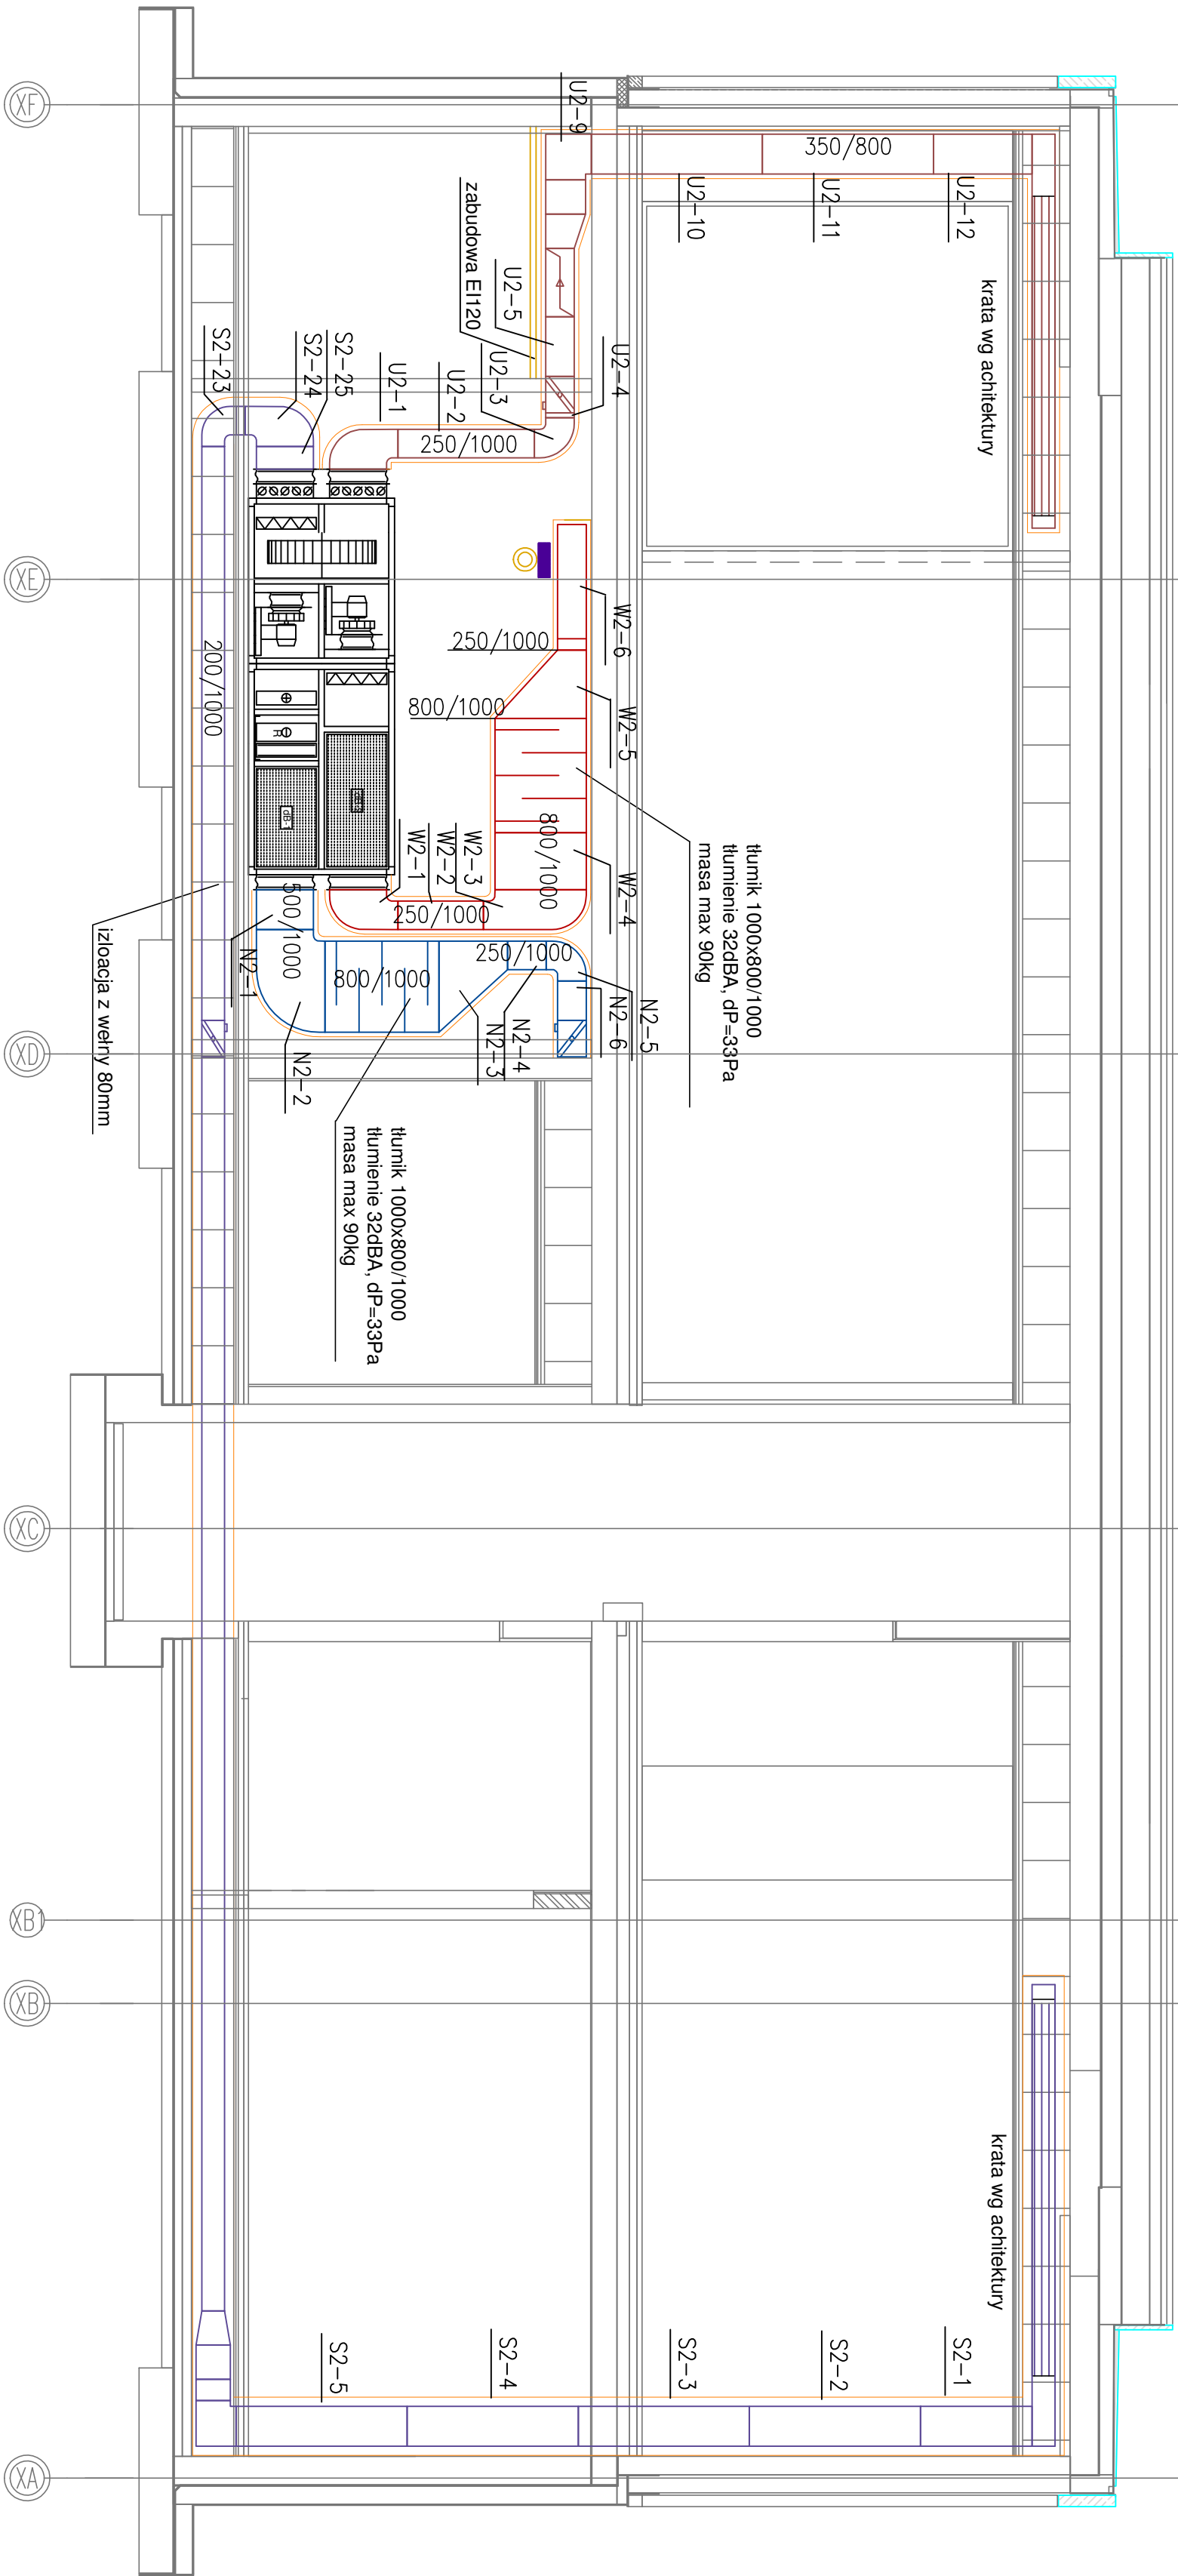 XF
XE
XD
XC
XB1
XB
XA
U2-9
350/800
U2-10
U2-11
U2-12
krata wg achitektury
zabudowa EI120
U2-5
U2-3
U2-4
U2-2
U2-1
250/1000
S2-23
S2-24
S2-25
200/1000
W2-6
250/1000
W2-5
800/1000
tłumik 1000x800/1000
tłumienie 32dBA, dP=33Pa
masa max 90kg
800/1000
W2-4
W2-3
W2-2
W2-1
250/1000
500/1000
N2-1
izloacja z wełny 80mm
250/1000
800/1000
N2-5
N2-6
N2-4
N2-3
N2-2
tłumik 1000x800/1000
tłumienie 32dBA, dP=33Pa
masa max 90kg
krata wg achitektury
S2-1
S2-2
S2-3
S2-4
S2-5